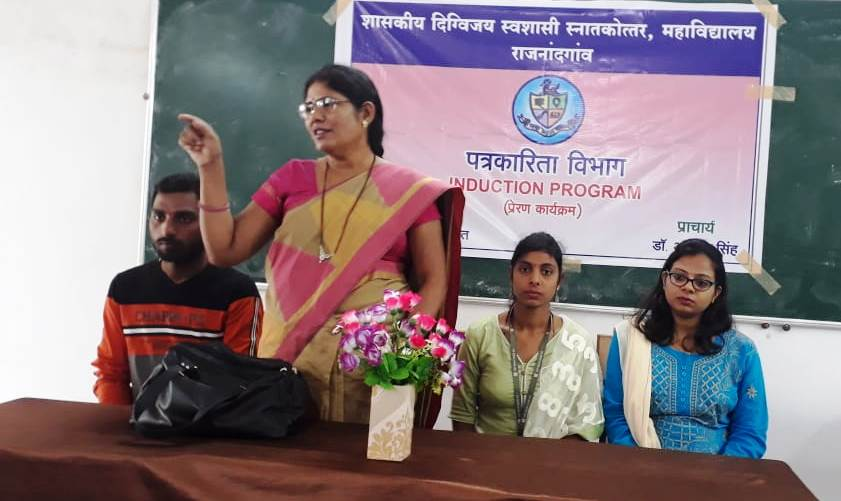 शासकीय दिग्विजय स्वशासी स्नातकोत्तर, महाविद्यालय
राजनांदगांव
पत्रकारिता विभाग
INDUCTION PROGRAM
(प्रेरण कार्यक्रम)
प्राचार्य
डॉ. सिंह